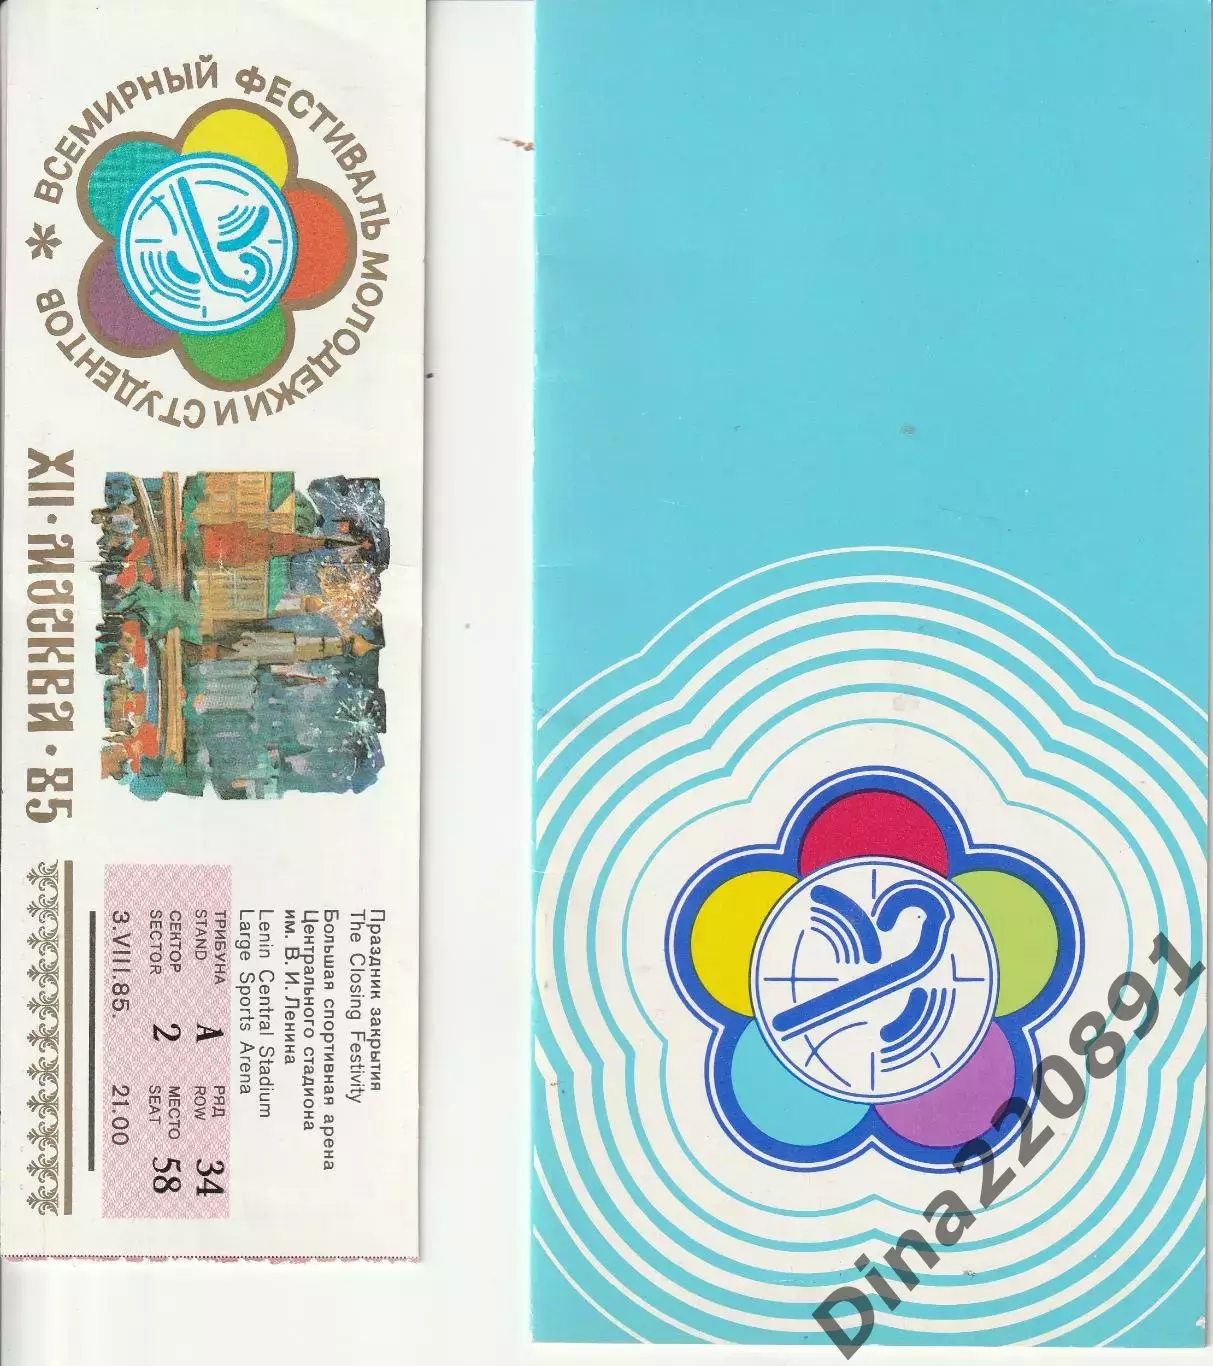 * ВСЕМИРНЫЙ ФЕСТИВАЛЬ МОЛОДЕЖИ И СТУДЕНТОВ
XII·МОСКВА·85
Праздник закрытия
The Closing Festivity
Большая спортивная арена
Центрального стадиона
им. В. И. Ленина
Lenin Central Stadium
Large Sports Arena
ТРИБУНА А РЯД 34
STAND ROW
СЕКТОР 2 МЕСТО 58
SECTOR SEAT
3.VIII.85. 21.00
Dina220891